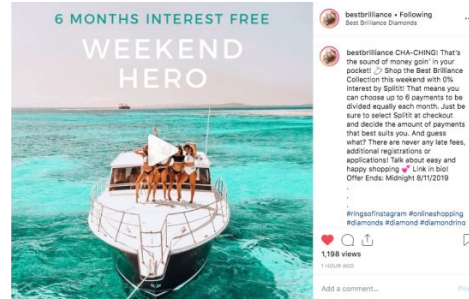 6 MONTHS INTEREST FREE
WEEKEND
HERO
bestbrilliance • Following
Best Brilliance Diamonds
bestbrilliance CHA-CHING! That's
the sound of money goin' in your
pocket! Shop the Best Brilliance
Collection this weekend with 0%
interest by Splitit! That means you
can choose up to 6 payments to be
divided equally each month. Just be
sure to select Splitit at checkout
and decide the amount of payments
that best suits you. And guess
what? There are never any late fees,
additional registrations or
applications! Talk about easy and
happy shopping 💕 Link in bio!
Offer Ends: Midnight 8/11/2019
.
.
.
#ringsofinstagram #onlineshopping
#diamonds #diamond #diamondring
1,198 views
1 HOUR AGO
Add a comment...